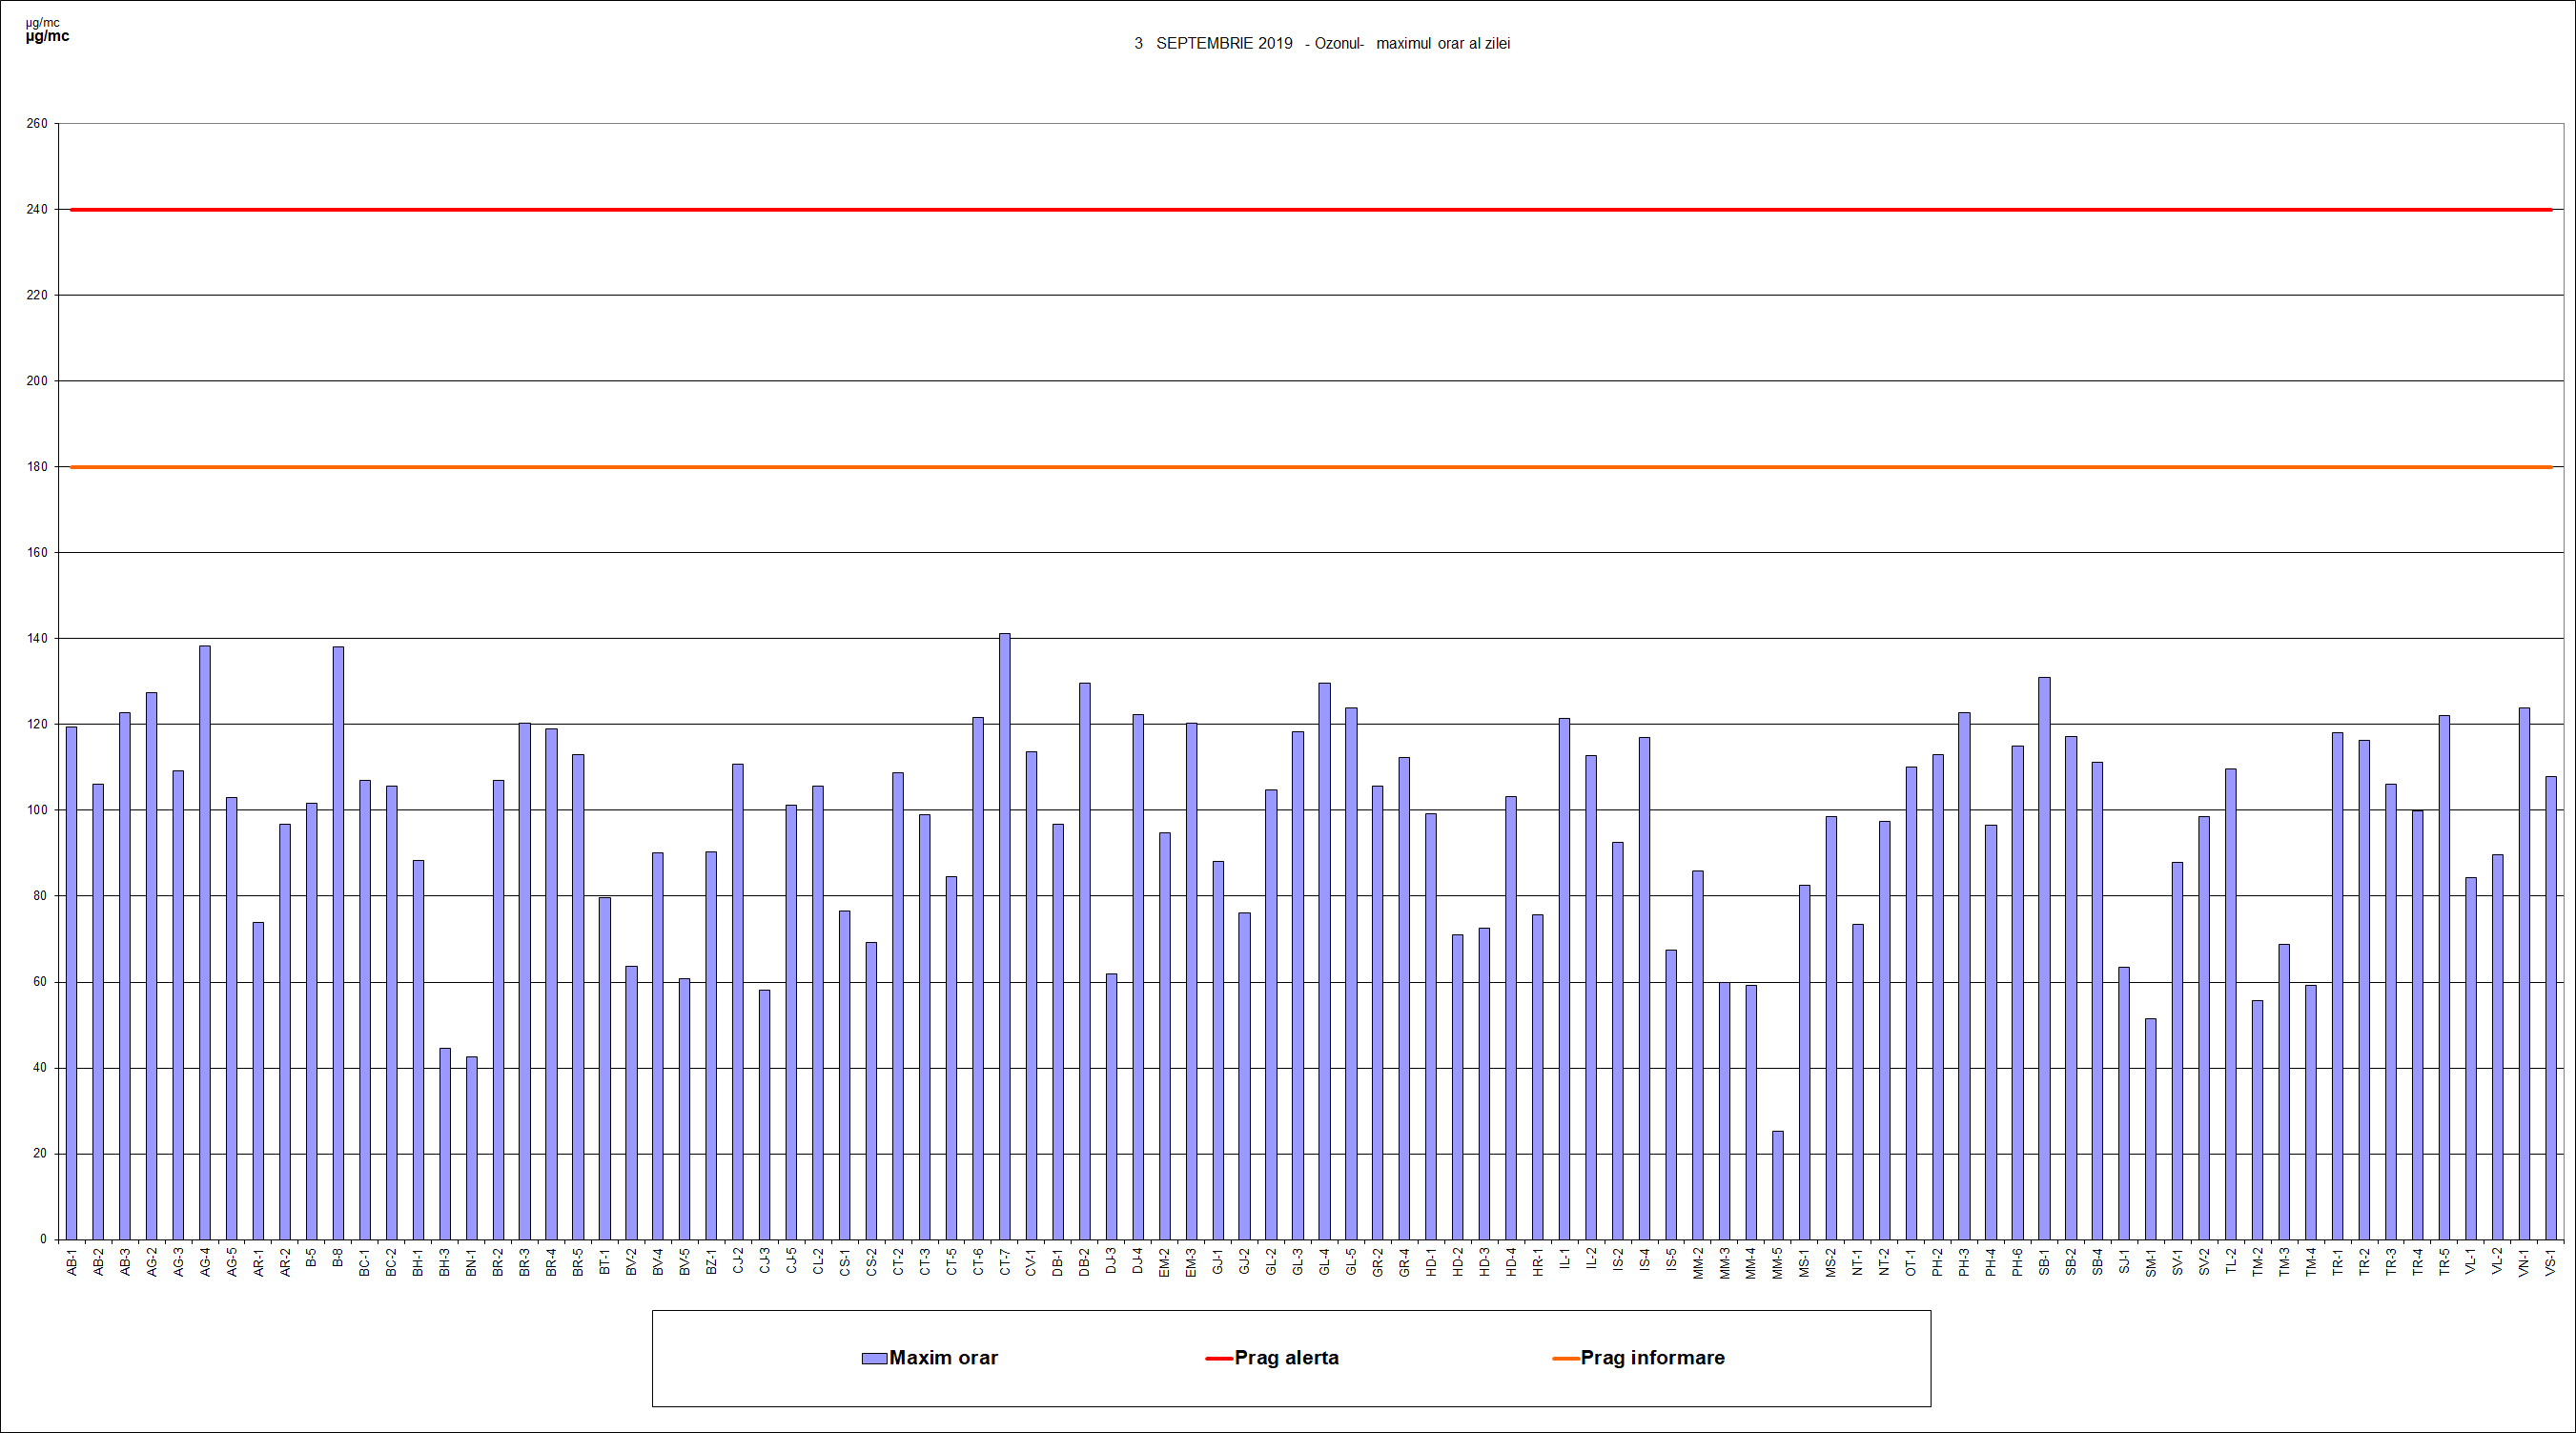 µg/mc
µg/mc
3 SEPTEMBRIE 2019 - Ozonul- maximul orar al zilei
260
240
220
200
180
160
140
120
100
80
60
40
20
0
AB-1 AB-2 AB-3 AG-2 AG-3 AG-4 AG-5 AR-1 AR-2 B-5 B-8 BC-1 BC-2 BH-1 BH-3 BN-1 BR-2 BR-3 BR-4 BR-5 BT-1 BV-2 BV-4 BV-5 BZ-1 CJ-2 CJ-3 CJ-5 CL-2 CS-1 CS-2 CT-2 CT-3 CT-5 CT-6 CT-7 CV-1 DB-1 DB-2 DJ-3 DJ-4 EM-2 EM-3 GJ-1 GJ-2 GL-2 GL-3 GL-4 GL-5 GR-2 GR-4 HD-1 HD-2 HD-3 HD-4 HR-1 IL-1 IL-2 IS-2 IS-4 IS-5 MM-2 MM-3 MM-4 MM-5 MS-1 MS-2 NT-1 NT-2 OT-1 PH-2 PH-3 PH-4 PH-6 SB-1 SB-2 SB-4 SJ-1 SM-1 SV-1 SV-2 TL-2 TM-2 TM-3 TM-4 TR-1 TR-2 TR-3 TR-4 TR-5 VL-1 VL-2 VN-1 VS-1
Maxim orar Prag alerta Prag informare